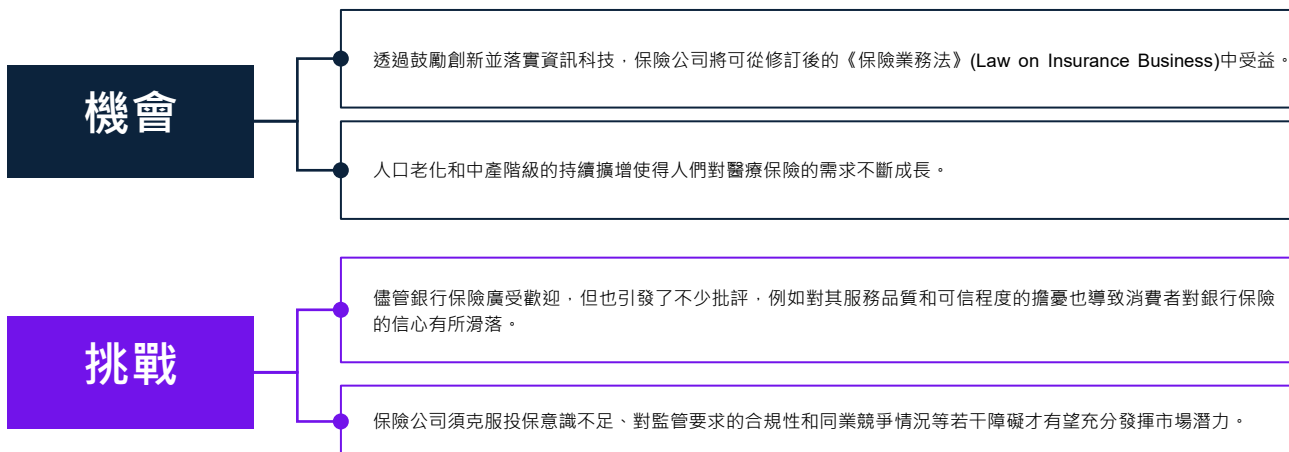 機會
透過鼓勵創新並落實資訊科技，保險公司將可從修訂後的《保險業務法》(Law on Insurance Business)中受益。
人口老化和中產階級的持續擴增使得人們對醫療保險的需求不斷成長。
挑戰
儘管銀行保險廣受歡迎，但也引發了不少批評，例如對其服務品質和可信程度的擔憂也導致消費者對銀行保險
的信心有所滑落。
保險公司須克服投保意識不足、對監管要求的合規性和同業競爭情況等若干障礙才有望充分發揮市場潛力。